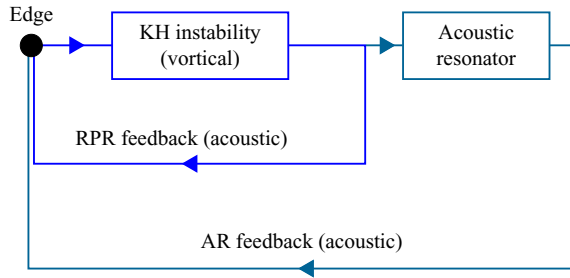 Edge
KH instability
(vortical)
Acoustic
resonator
RPR feedback (acoustic)
AR feedback (acoustic)